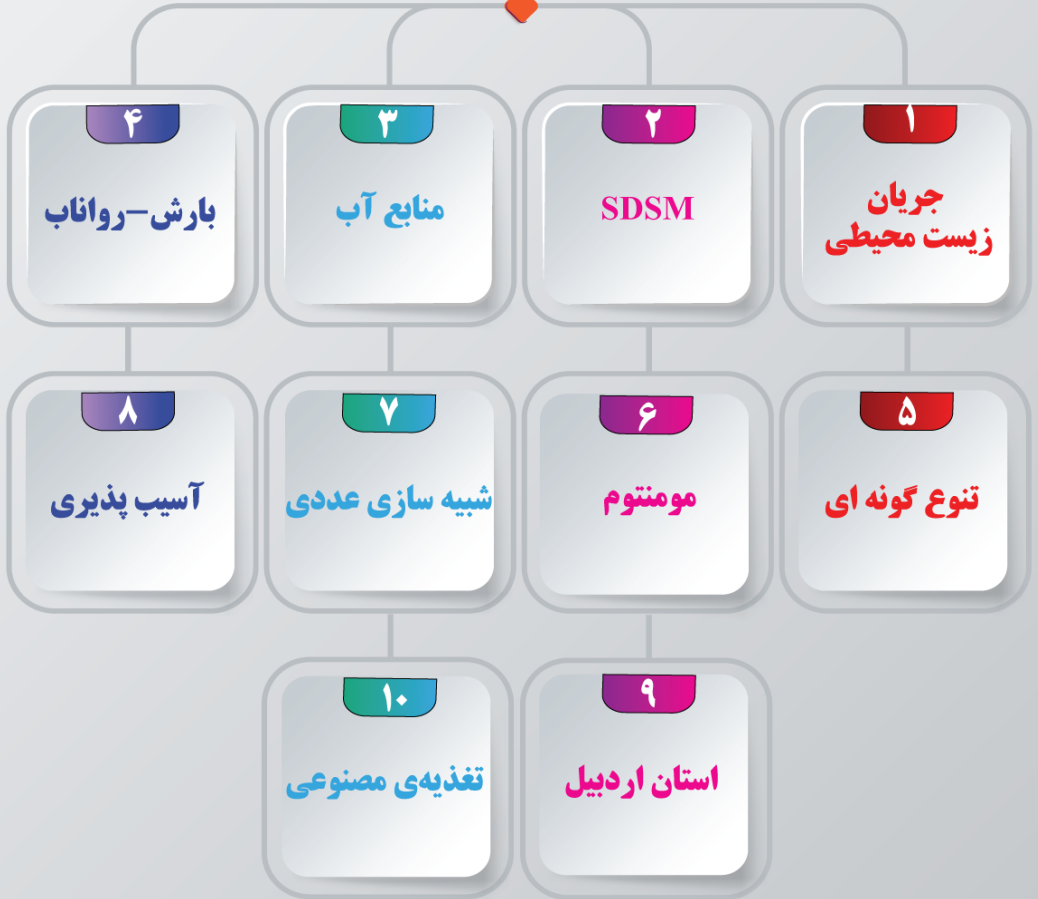 ۱
جریان
زیست محیطی
۲
SDSM
۳
منابع آب
۴
بارش-رواناب
۵
تنوع گونه ای
۶
مومنتوم
۷
شبیه سازی عددی
۸
آسیب پذیری
۹
استان اردبیل
۱۰
تغذیه‌ی مصنوعی